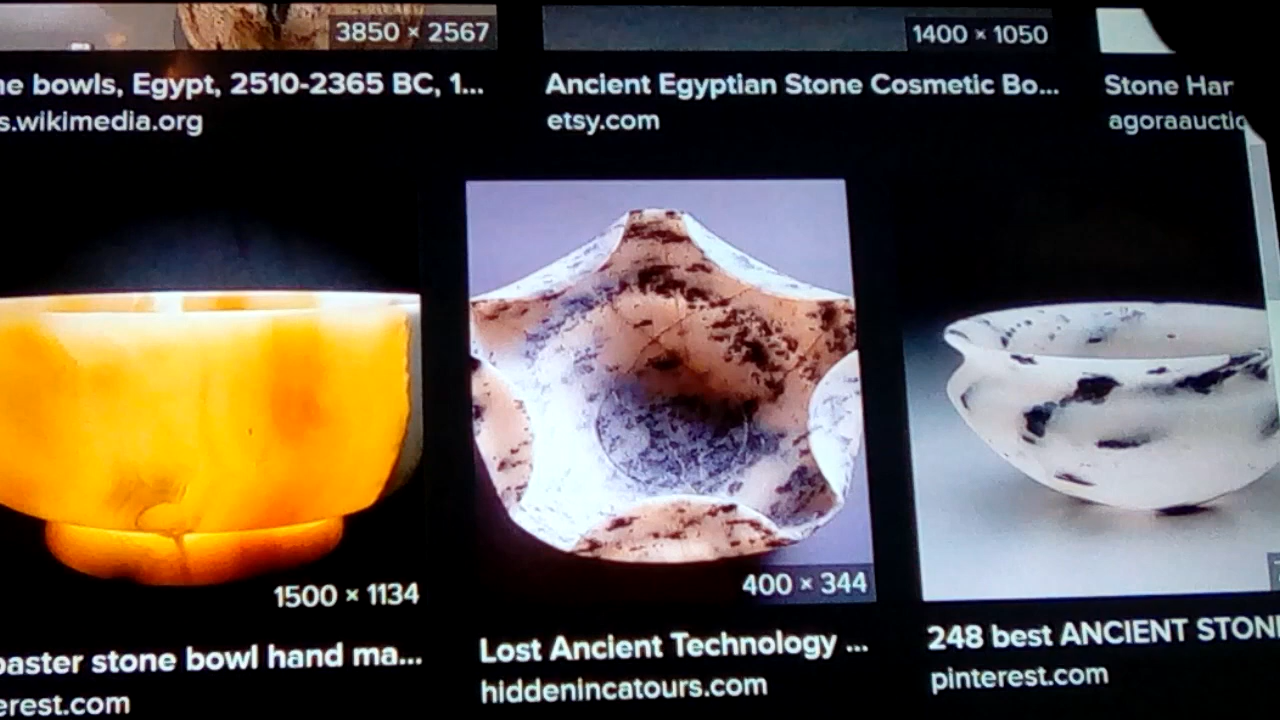 3850 × 2567
1400 × 1050
ne bowls, Egypt, 2510-2365 BC, 1...
Ancient Egyptian Stone Cosmetic Bo...
Stone Har
s.wikimedia.org
etsy.com
agoraauctio
1500 × 1134
400 × 344
baster stone bowl hand ma...
Lost Ancient Technology ...
248 best ANCIENT STONE
erest.com
hiddenincatours.com
pinterest.com